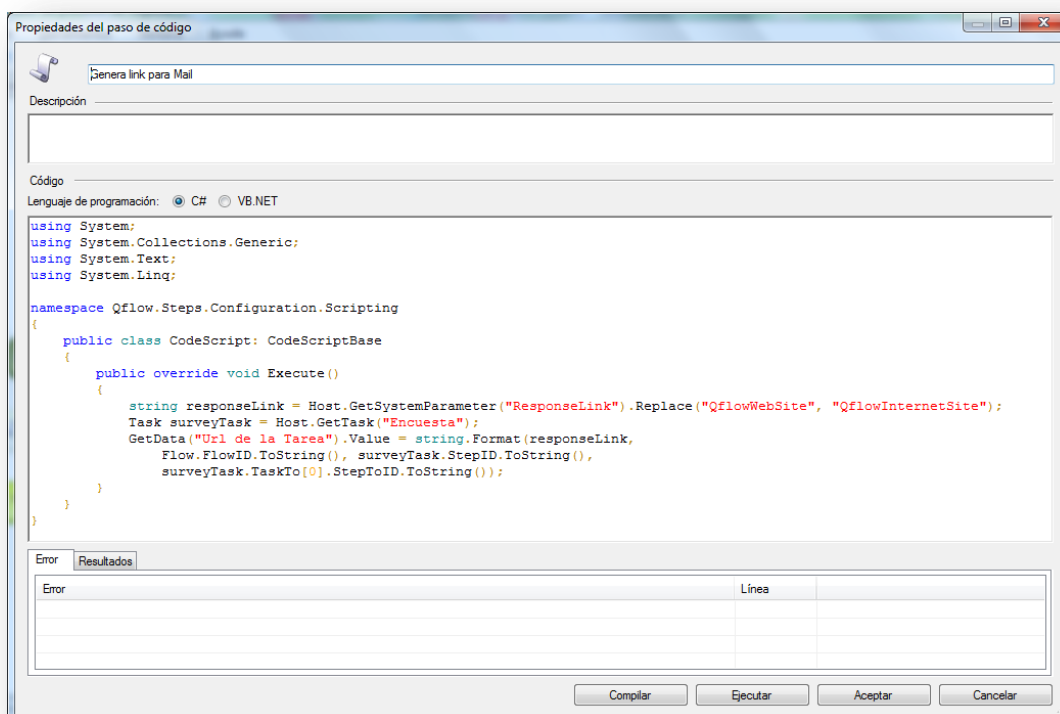 Propiedades del paso de código
Genera link para Mail
Descripción
Código
Lenguaje de programación: C# VB.NET
using System;
using System.Collections.Generic;
using System.Text;
using System.Linq;
namespace Qflow.Steps.Configuration.Scripting
{
    public class CodeScript: CodeScriptBase
    {
        public override void Execute()
        {
            string responseLink = Host.GetSystemParameter("ResponseLink").Replace("QflowWebSite", "QflowInternetSite");
            Task surveyTask = Host.GetTask("Encuesta");
            GetData("Url de la Tarea").Value = string.Format(responseLink,
                Flow.FlowID.ToString(), surveyTask.StepID.ToString(),
                surveyTask.TaskTo[0].StepToID.ToString());
        }
    }
}
Error Resultados
Error Línea
Compilar Ejecutar Aceptar Cancelar